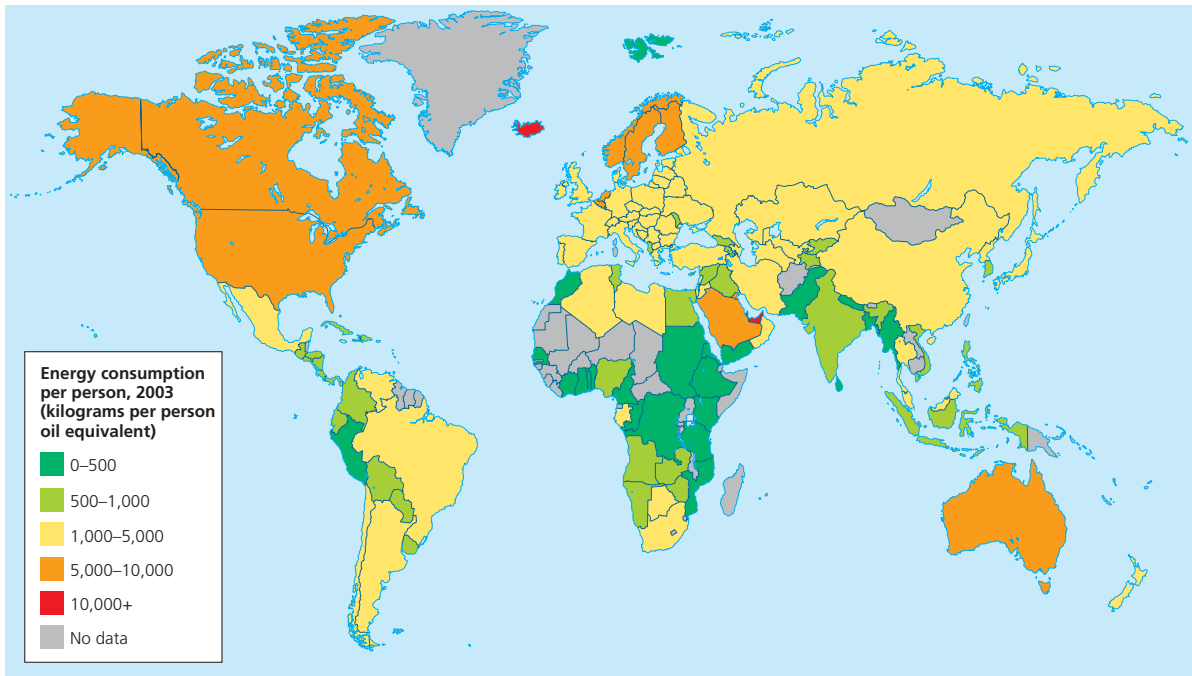 Energy consumption
per person, 2003
(kilograms per person
oil equivalent)
0–500
500–1,000
1,000–5,000
5,000–10,000
10,000+
No data